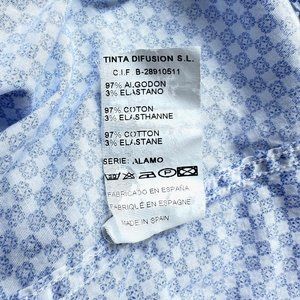 TINTA DIFUSION S.L.
C.I.F B-28910511
97% ALGODON
3% ELASTANO
97% COTON
3% ELASTHANNE
97% COTTON
3% ELASTANE
SERIE: ALAMO
FABRICADO EN ESPAÑA
FABRIQUÉ EN ESPAGNE
MADE IN SPAIN